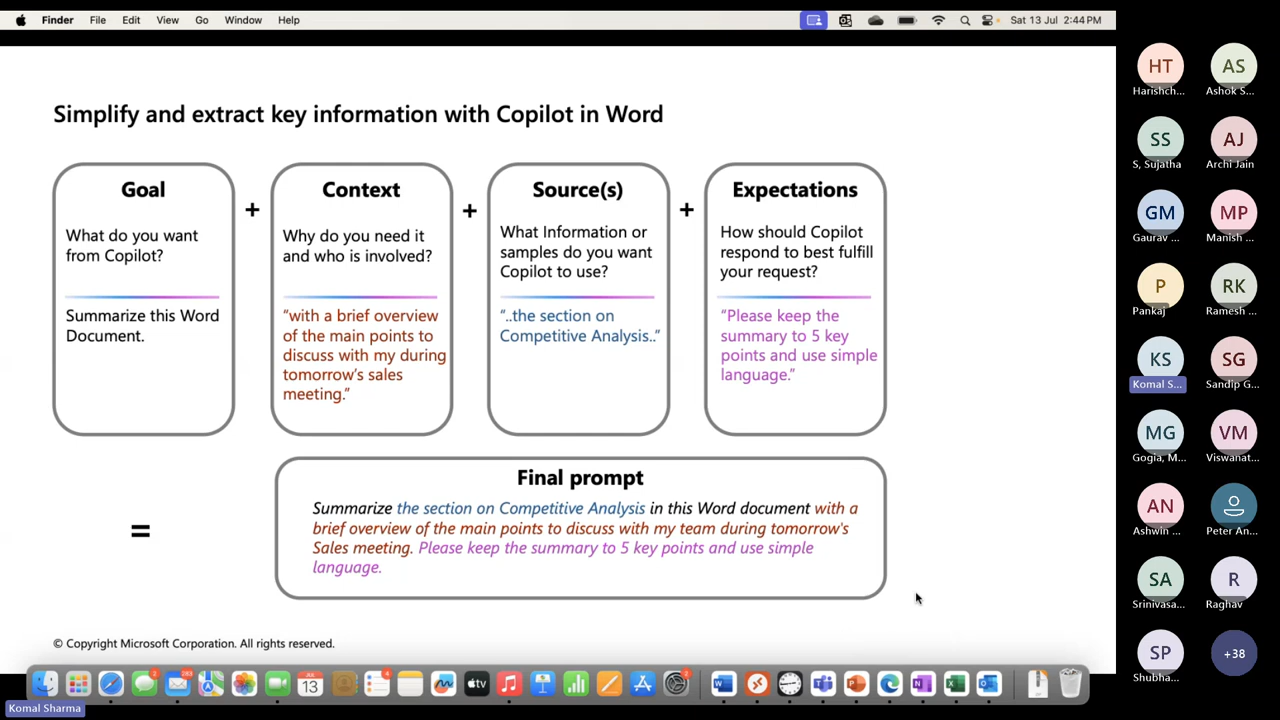 Finder File Edit View Go Window Help Sat 13 Jul 2:44 PM
Simplify and extract key information with Copilot in Word
Goal
What do you want
from Copilot?
Summarize this Word
Document.
+
Context
Why do you need it
and who is involved?
“with a brief overview
of the main points to
discuss with my during
tomorrow’s sales
meeting.”
+
Source(s)
What Information or
samples do you want
Copilot to use?
“..the section on
Competitive Analysis..”
+
Expectations
How should Copilot
respond to best fulfill
your request?
“Please keep the
summary to 5 key
points and use simple
language.”
=
Final prompt
Summarize the section on Competitive Analysis in this Word document with a
brief overview of the main points to discuss with my team during tomorrow's
Sales meeting. Please keep the summary to 5 key points and use simple
language.
© Copyright Microsoft Corporation. All rights reserved.
JUL
13
tv
Komal Sharma
HT
Harishch...
AS
Ashok S...
SS
S, Sujatha
AJ
Archi Jain
GM
Gaurav ...
MP
Manish ...
P
Pankaj
RK
Ramesh ...
KS
Komal S...
SG
Sandip G...
MG
Gogia, M...
VM
Viswanat...
AN
Ashwin ...
Peter An...
SA
Srinivasa...
R
Raghav
SP
Shubha...
+38